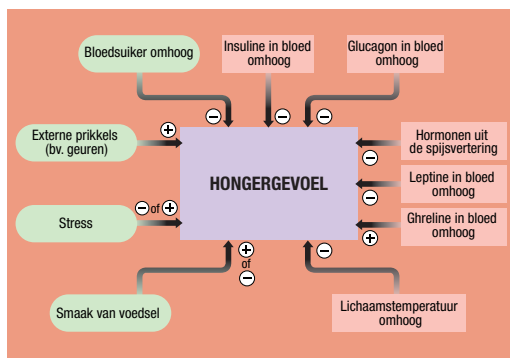 Bloedsuiker omhoog
Insuline in bloed
omhoog
Glucagon in bloed
omhoog
Externe prikkels
(bv. geuren)
Stress
Smaak van voedsel
HONGERGEVOEL
Hormonen uit
de spijsvertering
Leptine in bloed
omhoog
Ghreline in bloed
omhoog
Lichaamstemperatuur
omhoog
−
−
−
+
− of +
+
of
−
−
−
−
+